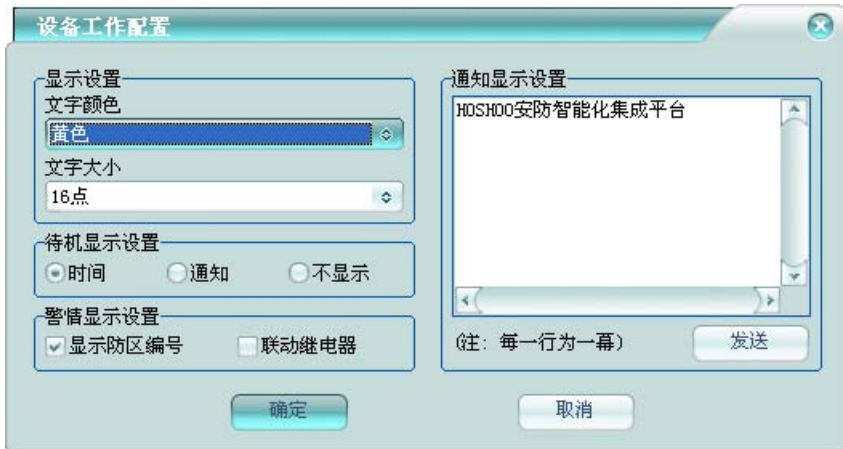 设备工作配置
显示设置
文字颜色
黄色
文字大小
16点
待机显示设置
时间 通知 不显示
警情显示设置
显示防区编号 联动继电器
通知显示设置
HOSHOO安防智能化集成平台
(注: 每一行为一幕)
发送
确定 取消